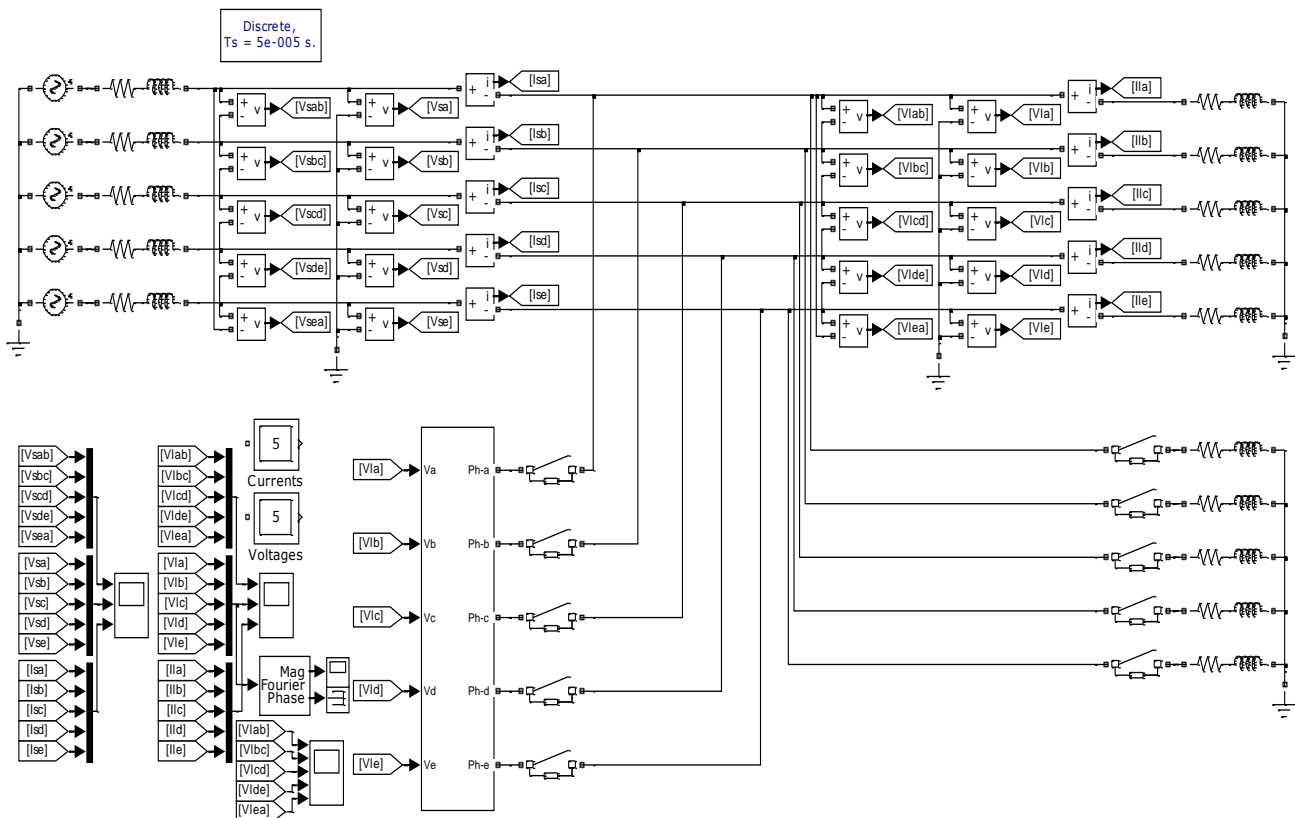 Discrete,
Ts = 5e-005 s.
i [Isa]
+ - [Vsab]
v
+ - [Vsa]
v
+ -
i [Isb]
+ - [Vsbc]
v
+ - [Vsb]
v
+ -
i [Isc]
+ - [Vscd]
v
+ - [Vsc]
v
+ -
i [Isd]
+ - [Vsde]
v
+ - [Vsd]
v
+ -
i [Ise]
+ - [Vsea]
v
+ - [Vse]
v
+ -
i [Ila]
+ - [Vlab]
v
+ - [Vla]
v
+ -
i [Ilb]
+ - [Vlbc]
v
+ - [Vlb]
v
+ -
i [Ilc]
+ - [Vlcd]
v
+ - [Vlc]
v
+ -
i [Ild]
+ - [Vlde]
v
+ - [Vld]
v
+ -
i [Ile]
+ - [Vlea]
v
+ - [Vle]
v
+ -
[Vsab]
[Vsbc]
[Vscd]
[Vsde]
[Vsea]
[Vsa]
[Vsb]
[Vsc]
[Vsd]
[Vse]
[Isa]
[Isb]
[Isc]
[Isd]
[Ise]
[Vlab]
[Vlbc]
[Vlcd]
[Vlde]
[Vlea]
[Vla]
[Vlb]
[Vlc]
[Vld]
[Vle]
[Ila]
[Ilb]
[Ilc]
[Ild]
[Ile]
5
Currents
5
Voltages
Mag
Fourier
Phase
[Vlab]
[Vlbc]
[Vlcd]
[Vlde]
[Vlea]
[Vla] Va Ph-a
[Vlb] Vb Ph-b
[Vlc] Vc Ph-c
[Vld] Vd Ph-d
[Vle] Ve Ph-e